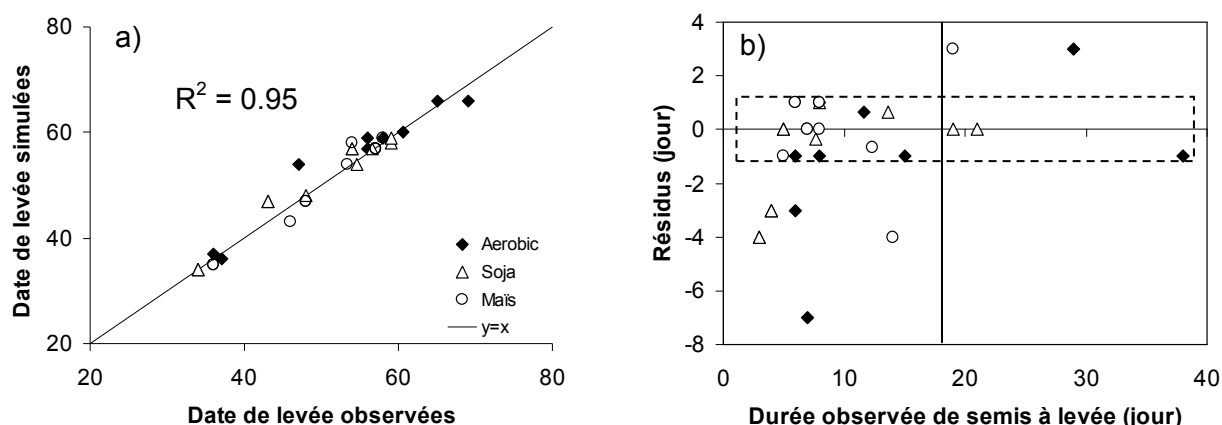 a)
R² = 0.95
Date de levée simulées
80
60
40
20
20 40 60 80
Date de levée observées
Aerobic
Soja
Maïs
y=x
b)
Résidus (jour)
4
2
0
-2
-4
-6
-8
0 10 20 30 40
Durée observée de semis à levée (jour)